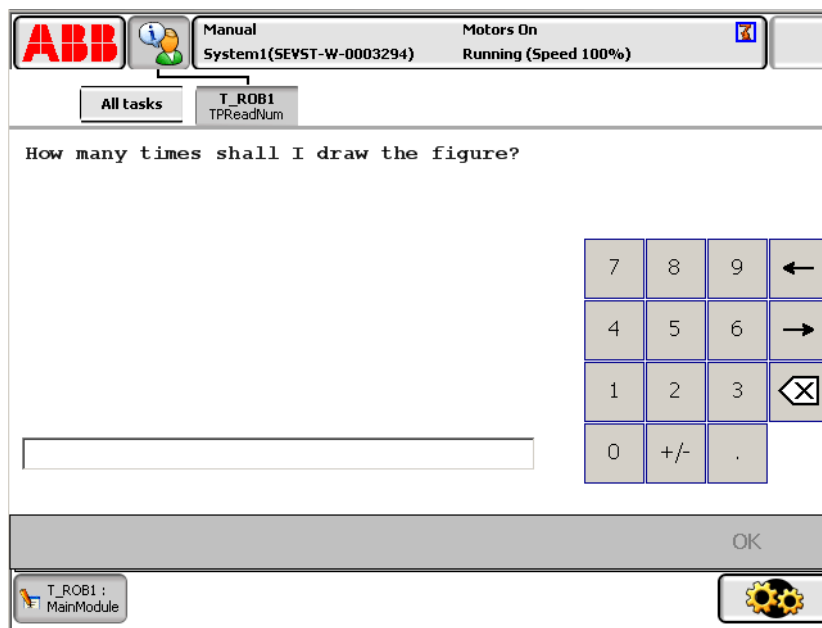 ABB
Manual
Motors On
System1(SEVST-W-0003294)
Running (Speed 100%)
All tasks
T_ROB1
TPReadNum
How many times shall I draw the figure?
7 8 9
4 5 6
1 2 3
0 +/- .
OK
T_ROB1 :
MainModule